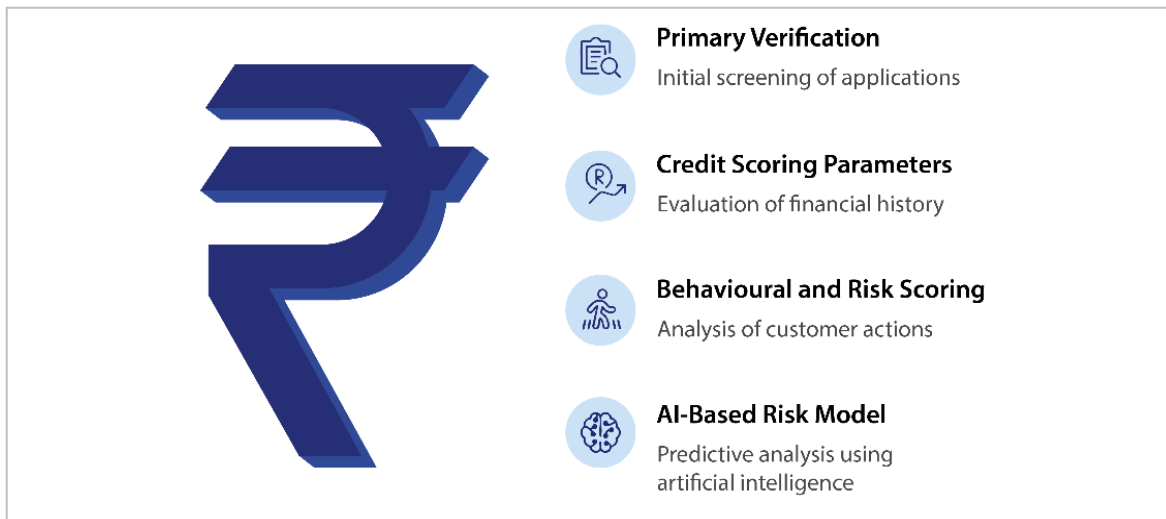 Primary Verification
Initial screening of applications
Credit Scoring Parameters
Evaluation of financial history
Behavioural and Risk Scoring
Analysis of customer actions
AI-Based Risk Model
Predictive analysis using
artificial intelligence
₹
R